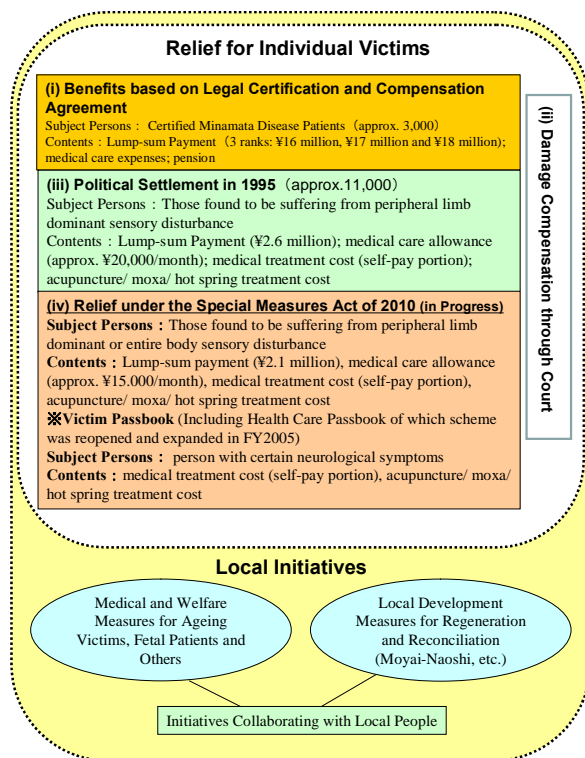 Relief for Individual Victims
(i) Benefits based on Legal Certification and Compensation
Agreement
Subject Persons : Certified Minamata Disease Patients (approx. 3,000)
Contents : Lump-sum Payment (3 ranks: ¥16 million, ¥17 million and ¥18 million);
medical care expenses; pension
(ii) Damage Compensation through Court
(iii) Political Settlement in 1995 (approx.11,000)
Subject Persons : Those found to be suffering from peripheral limb
dominant sensory disturbance
Contents : Lump-sum Payment (¥2.6 million); medical care allowance
(approx. ¥20,000/month); medical treatment cost (self-pay portion);
acupuncture/ moxa/ hot spring treatment cost
(iv) Relief under the Special Measures Act of 2010 (in Progress)
Subject Persons : Those found to be suffering from peripheral limb
dominant or entire body sensory disturbance
Contents : Lump-sum payment (¥2.1 million), medical care allowance
(approx. ¥15.000/month), medical treatment cost (self-pay portion),
acupuncture/ moxa/ hot spring treatment cost
※Victim Passbook (Including Health Care Passbook of which scheme
was reopened and expanded in FY2005)
Subject Persons : person with certain neurological symptoms
Contents : medical treatment cost (self-pay portion), acupuncture/ moxa/
hot spring treatment cost
Local Initiatives
Medical and Welfare
Measures for Ageing
Victims, Fetal Patients and
Others
Local Development
Measures for Regeneration
and Reconciliation
(Moyai-Naoshi, etc.)
Initiatives Collaborating with Local People